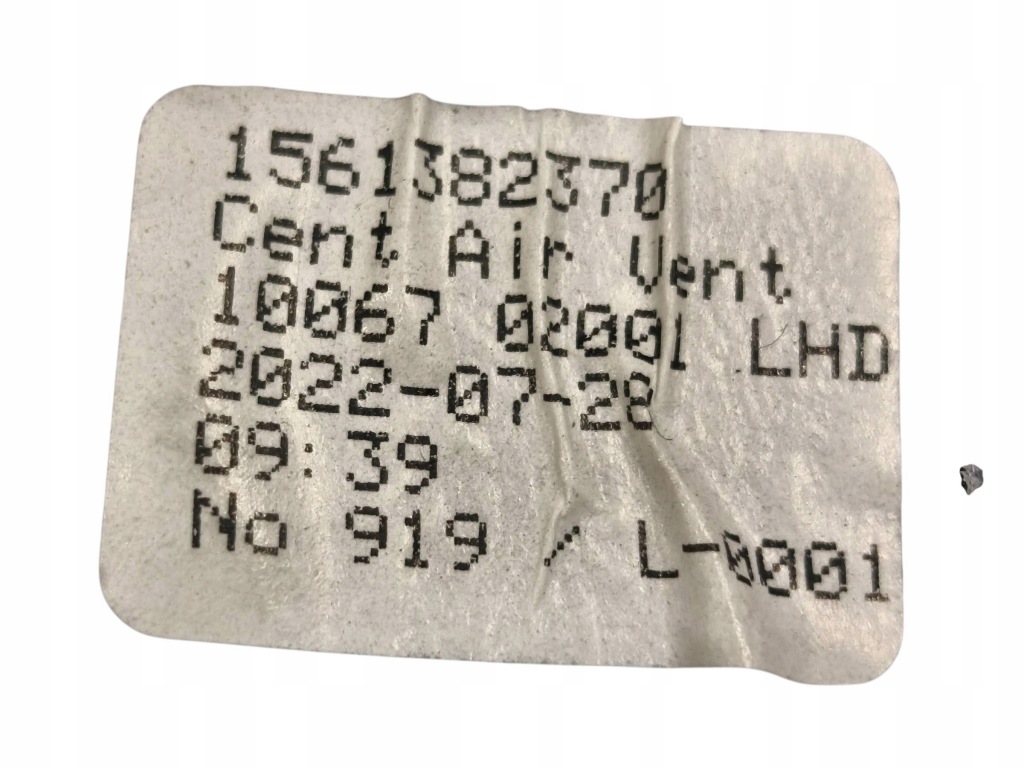 1561382370
Cent Air Vent
10067 02001 LHD
2022-07-28
09:39
No 919 / L-0001